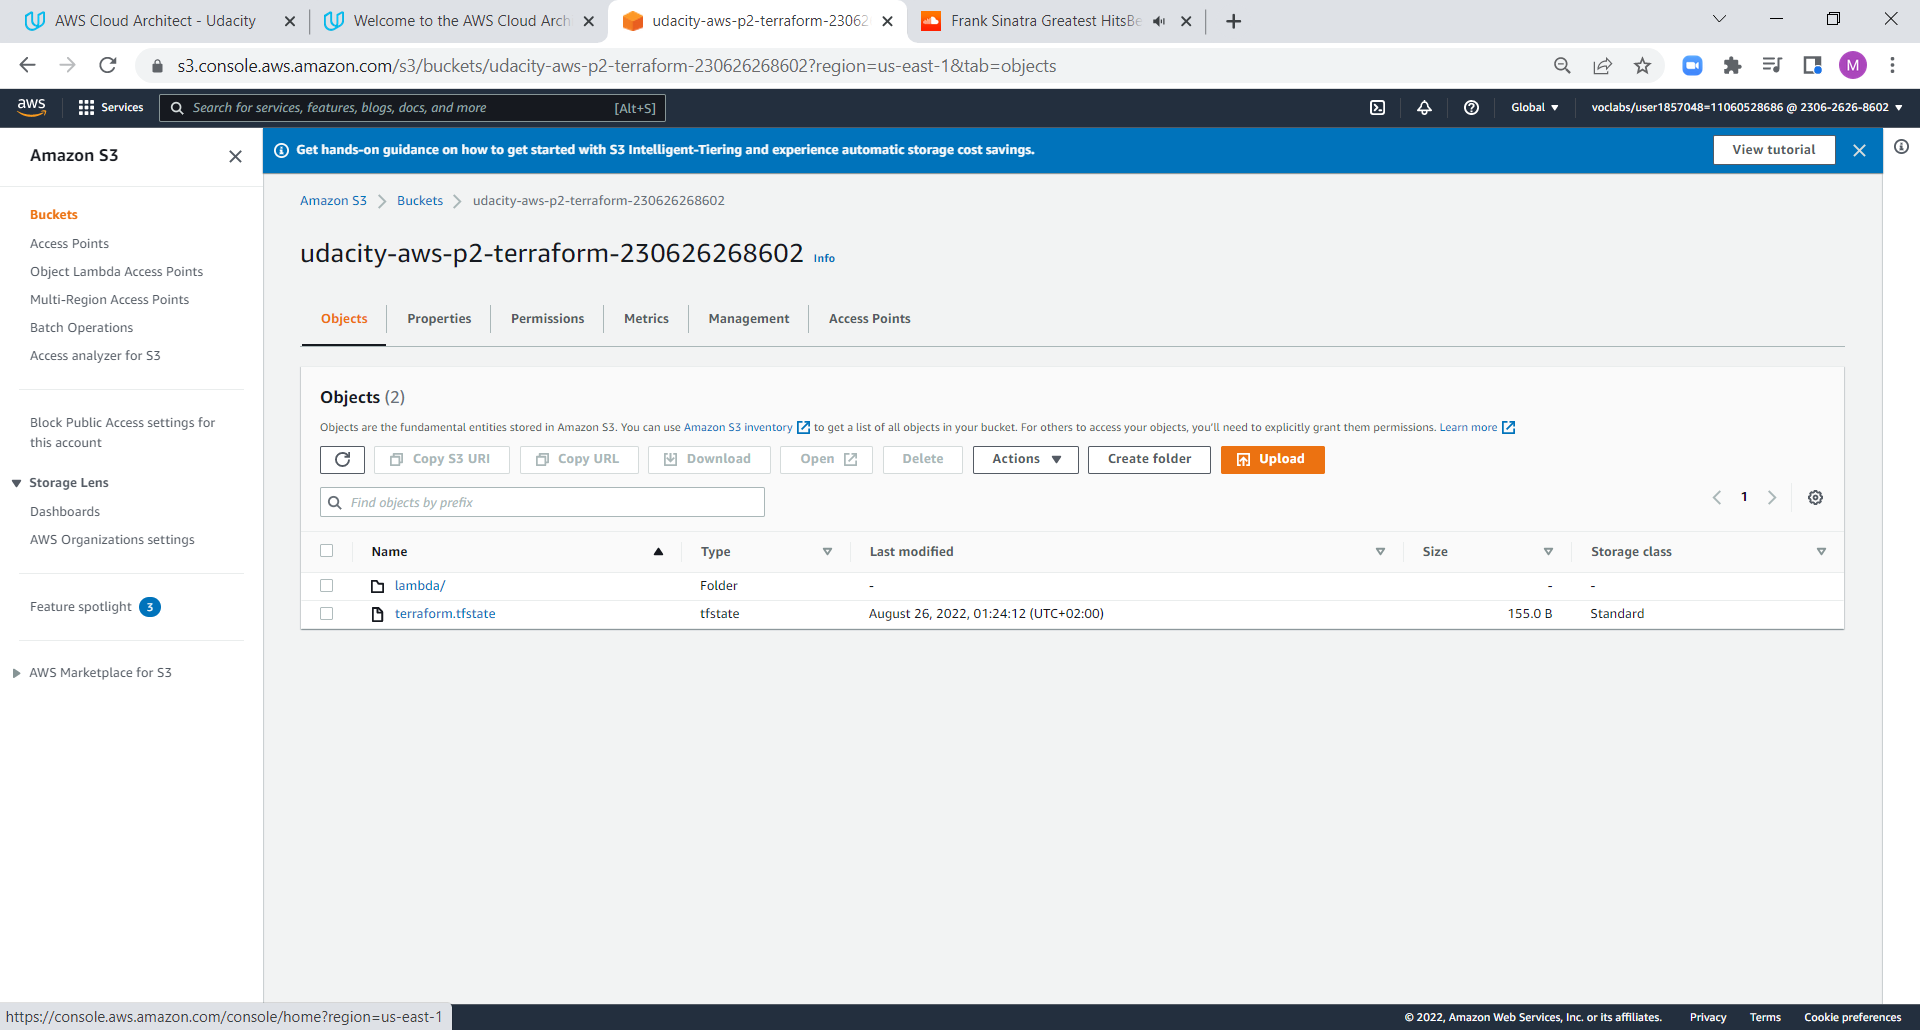 AWS Cloud Architect - Udacity
Welcome to the AWS Cloud Arch
udacity-aws-p2-terraform-23062
Frank Sinatra Greatest HitsBe
s3.console.aws.amazon.com/s3/buckets/udacity-aws-p2-terraform-230626268602?region=us-east-1&tab=objects
M
aws
Services
Search for services, features, blogs, docs, and more
[Alt+S]
Global
voclabs/user1857048=11060528686 @ 2306-2626-8602
Amazon S3
Buckets
Access Points
Object Lambda Access Points
Multi-Region Access Points
Batch Operations
Access analyzer for S3
Block Public Access settings for
this account
Storage Lens
Dashboards
AWS Organizations settings
Feature spotlight 3
AWS Marketplace for S3
Get hands-on guidance on how to get started with S3 Intelligent-Tiering and experience automatic storage cost savings.
View tutorial
Amazon S3 Buckets udacity-aws-p2-terraform-230626268602
udacity-aws-p2-terraform-230626268602 Info
Objects Properties Permissions Metrics Management Access Points
Objects (2)
Objects are the fundamental entities stored in Amazon S3. You can use Amazon S3 inventory to get a list of all objects in your bucket. For others to access your objects, you'll need to explicitly grant them permissions. Learn more
Copy S3 URI Copy URL Download Open Delete Actions Create folder Upload
Find objects by prefix
1
Name Type Last modified Size Storage class
lambda/ Folder - - -
terraform.tfstate tfstate August 26, 2022, 01:24:12 (UTC+02:00) 155.0 B Standard
https://console.aws.amazon.com/console/home?region=us-east-1
© 2022, Amazon Web Services, Inc. or its affiliates. Privacy Terms Cookie preferences